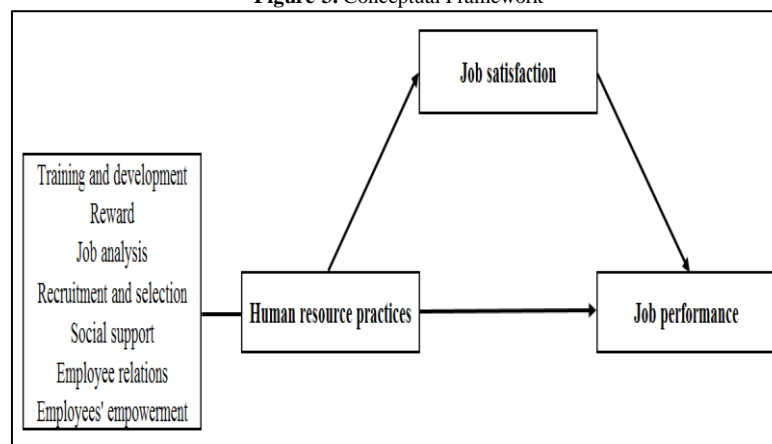 Figure 3. Conceptual Framework
Job satisfaction
Training and development
Reward
Job analysis
Recruitment and selection
Social support
Employee relations
Employees' empowerment
Human resource practices
Job performance